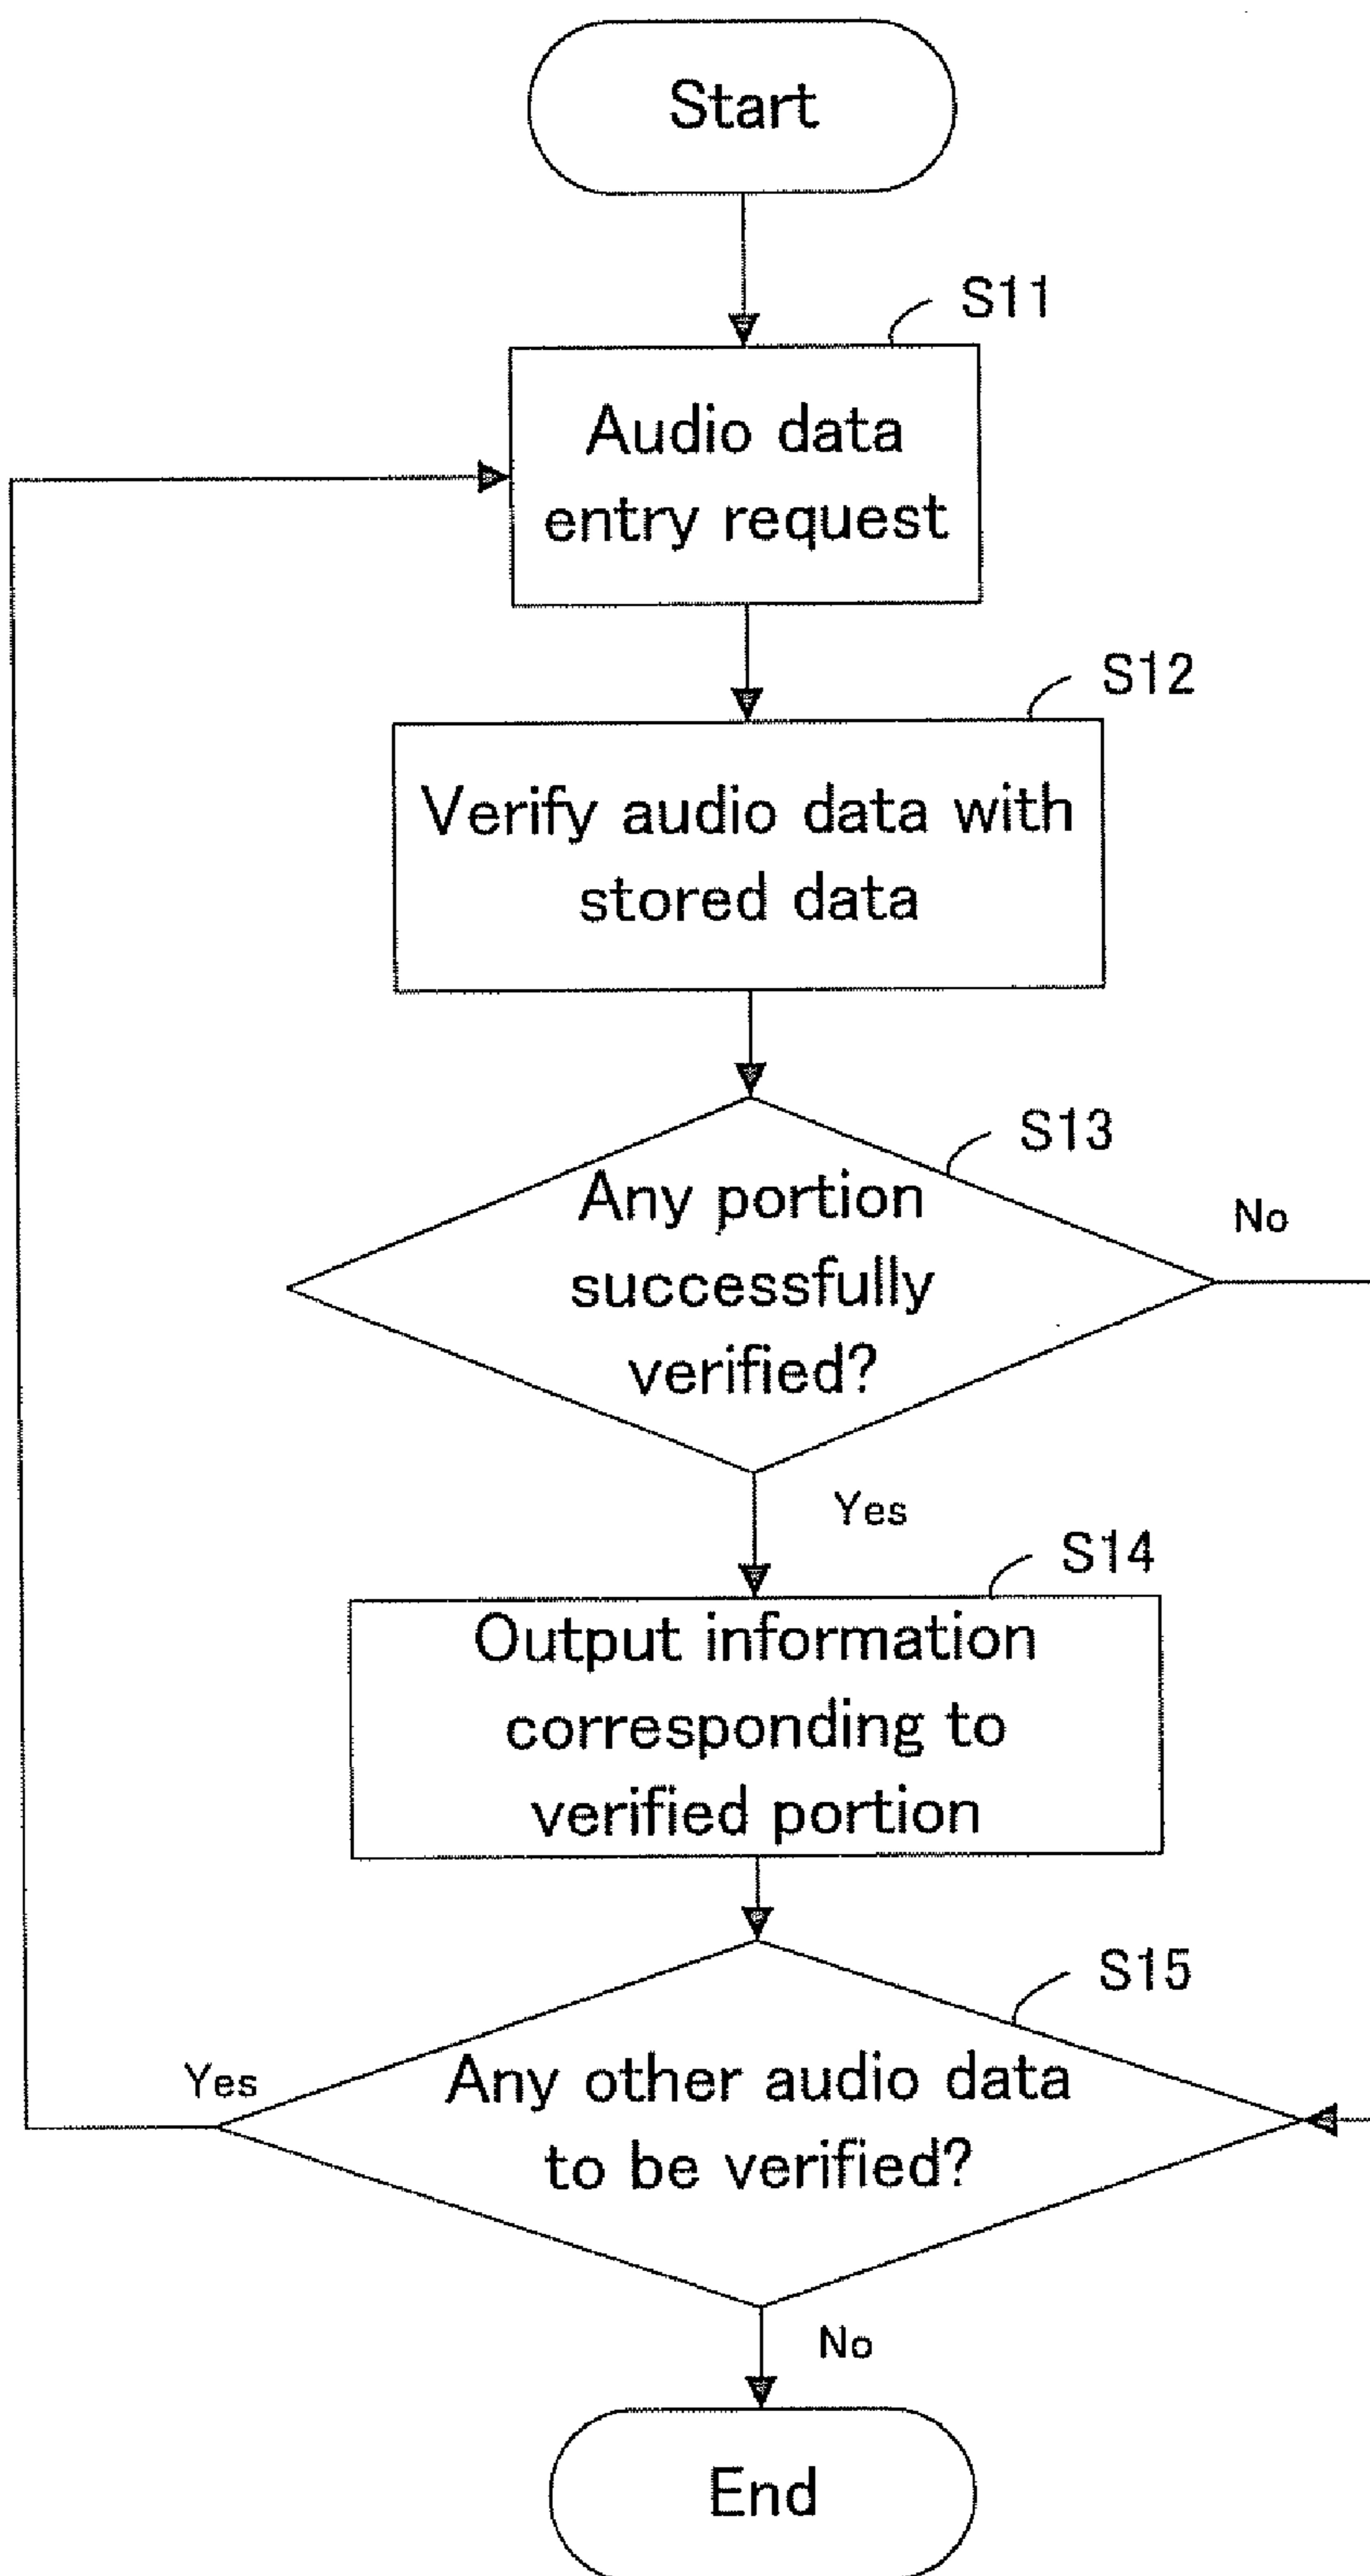 Start
S11
Audio data
entry request
S12
Verify audio data with
stored data
S13
Any portion
successfully
verified?
No
Yes
S14
Output information
corresponding to
verified portion
S15
Yes
Any other audio data
to be verified?
No
End